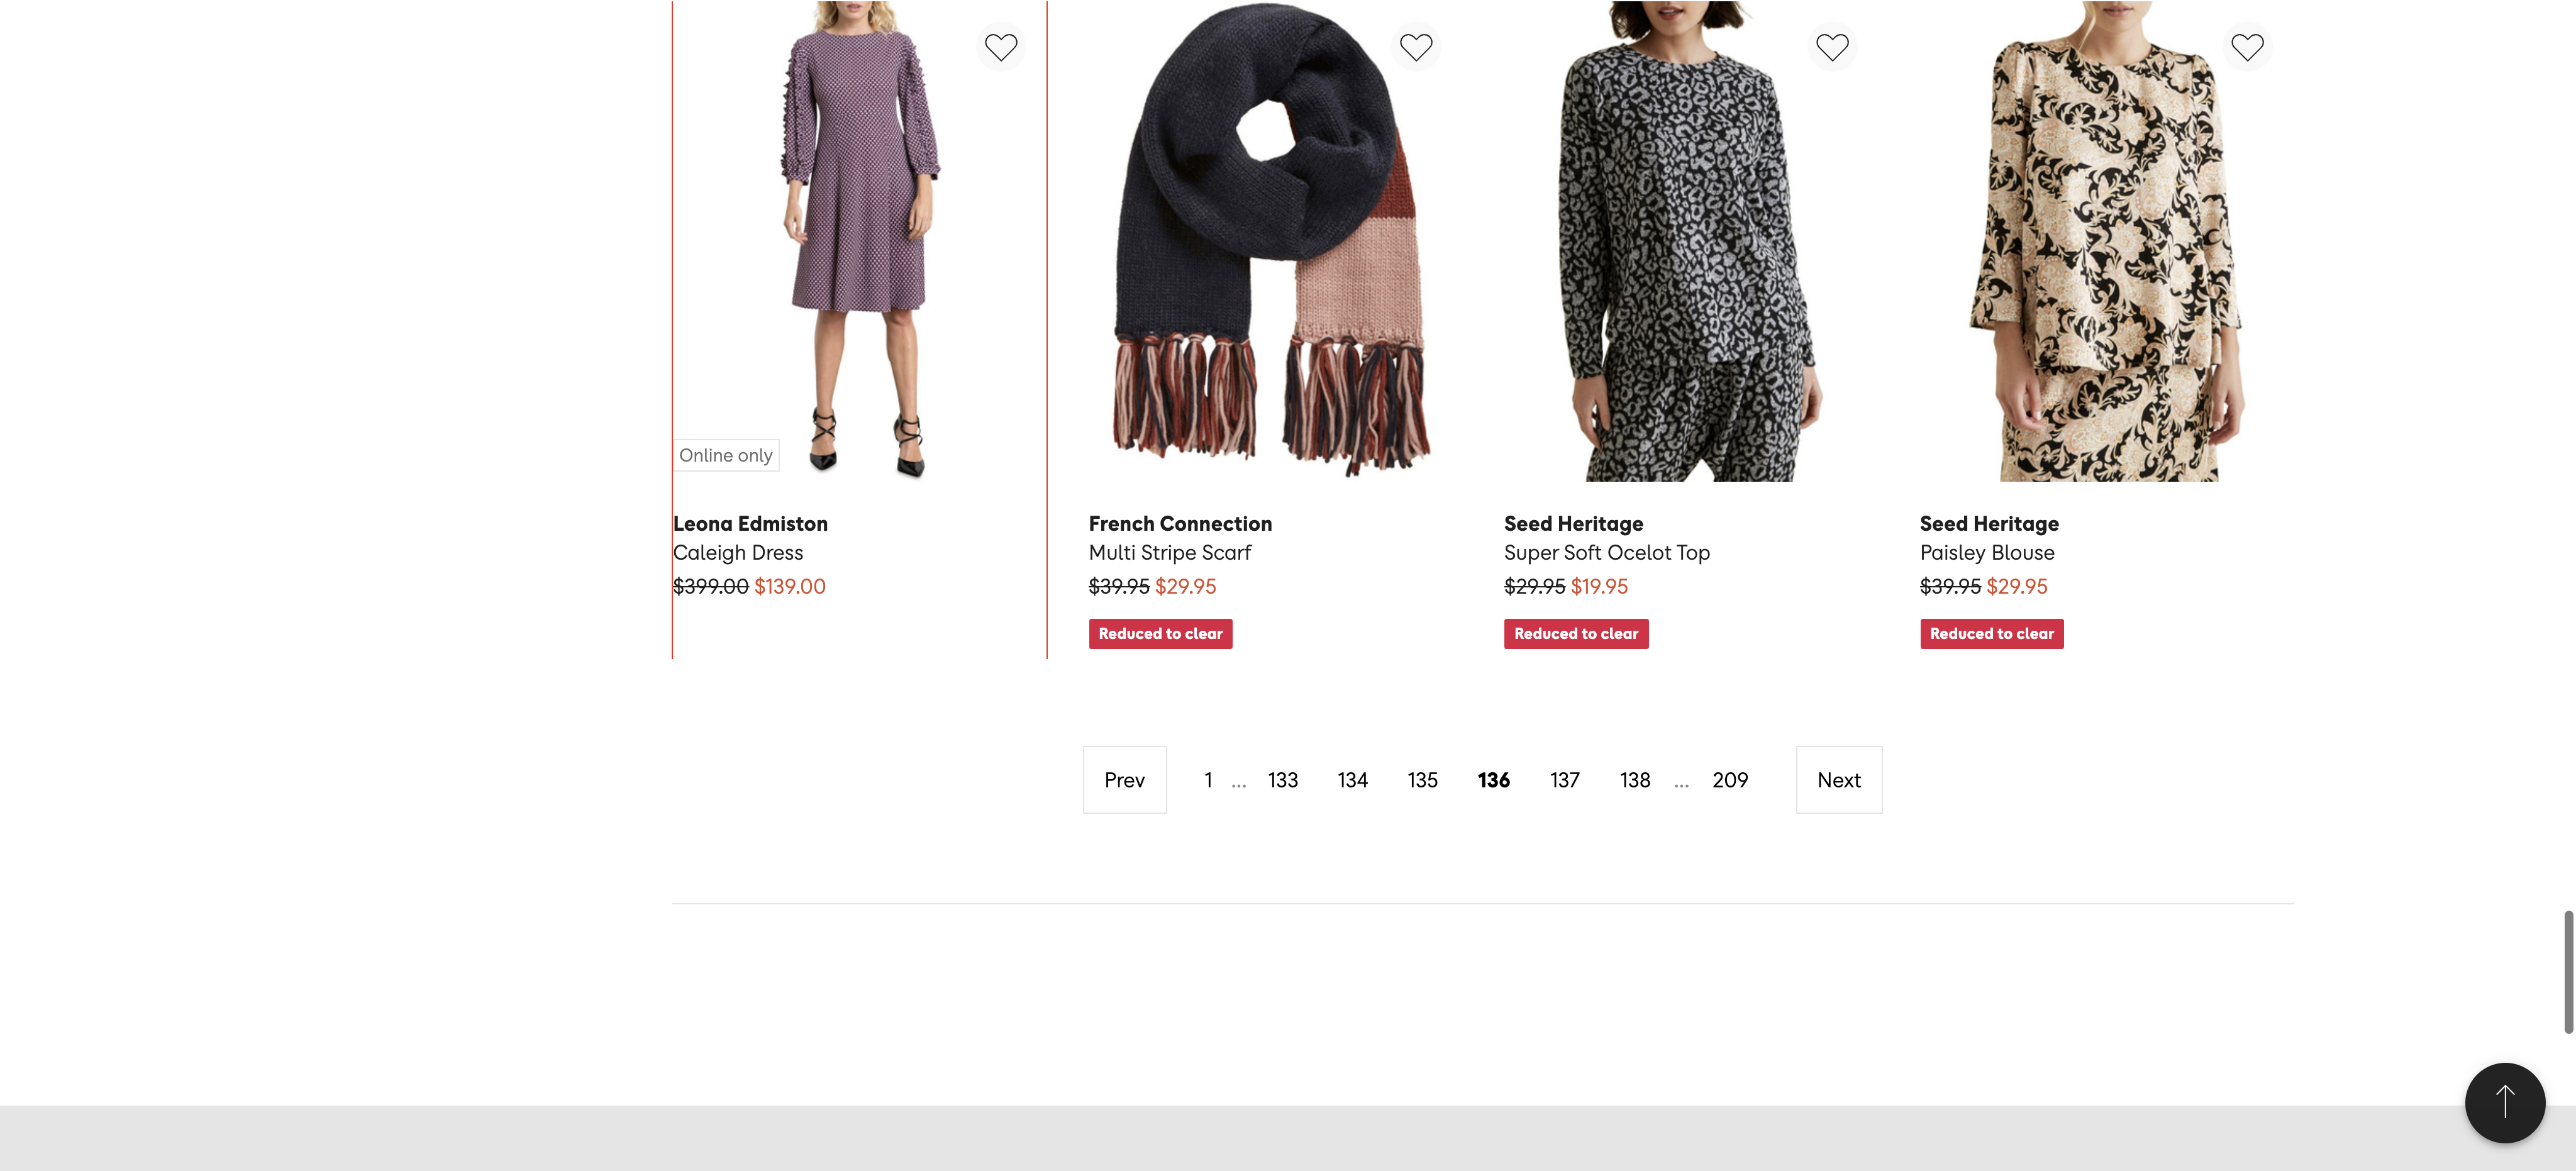 Online only
Leona Edmiston
Caleigh Dress
$399.00 $139.00
French Connection
Multi Stripe Scarf
$39.95 $29.95
Reduced to clear
Seed Heritage
Super Soft Ocelot Top
$29.95 $19.95
Reduced to clear
Seed Heritage
Paisley Blouse
$39.95 $29.95
Reduced to clear
Prev 1 ... 133 134 135 136 137 138 ... 209 Next